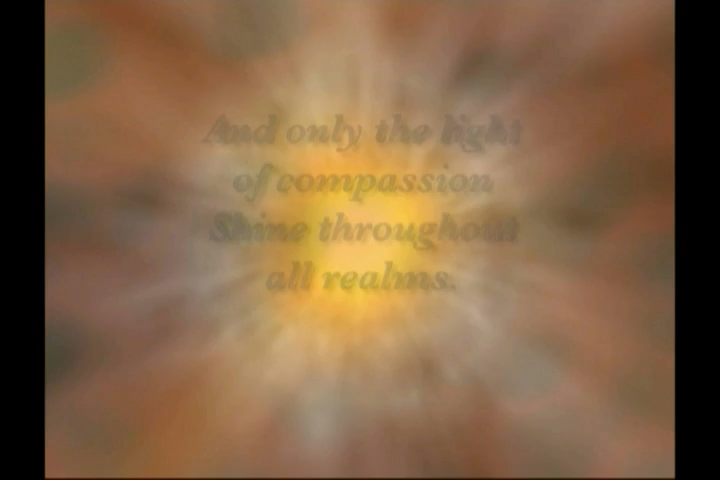 And only the light
of compassion
Shine throughout
all realms.